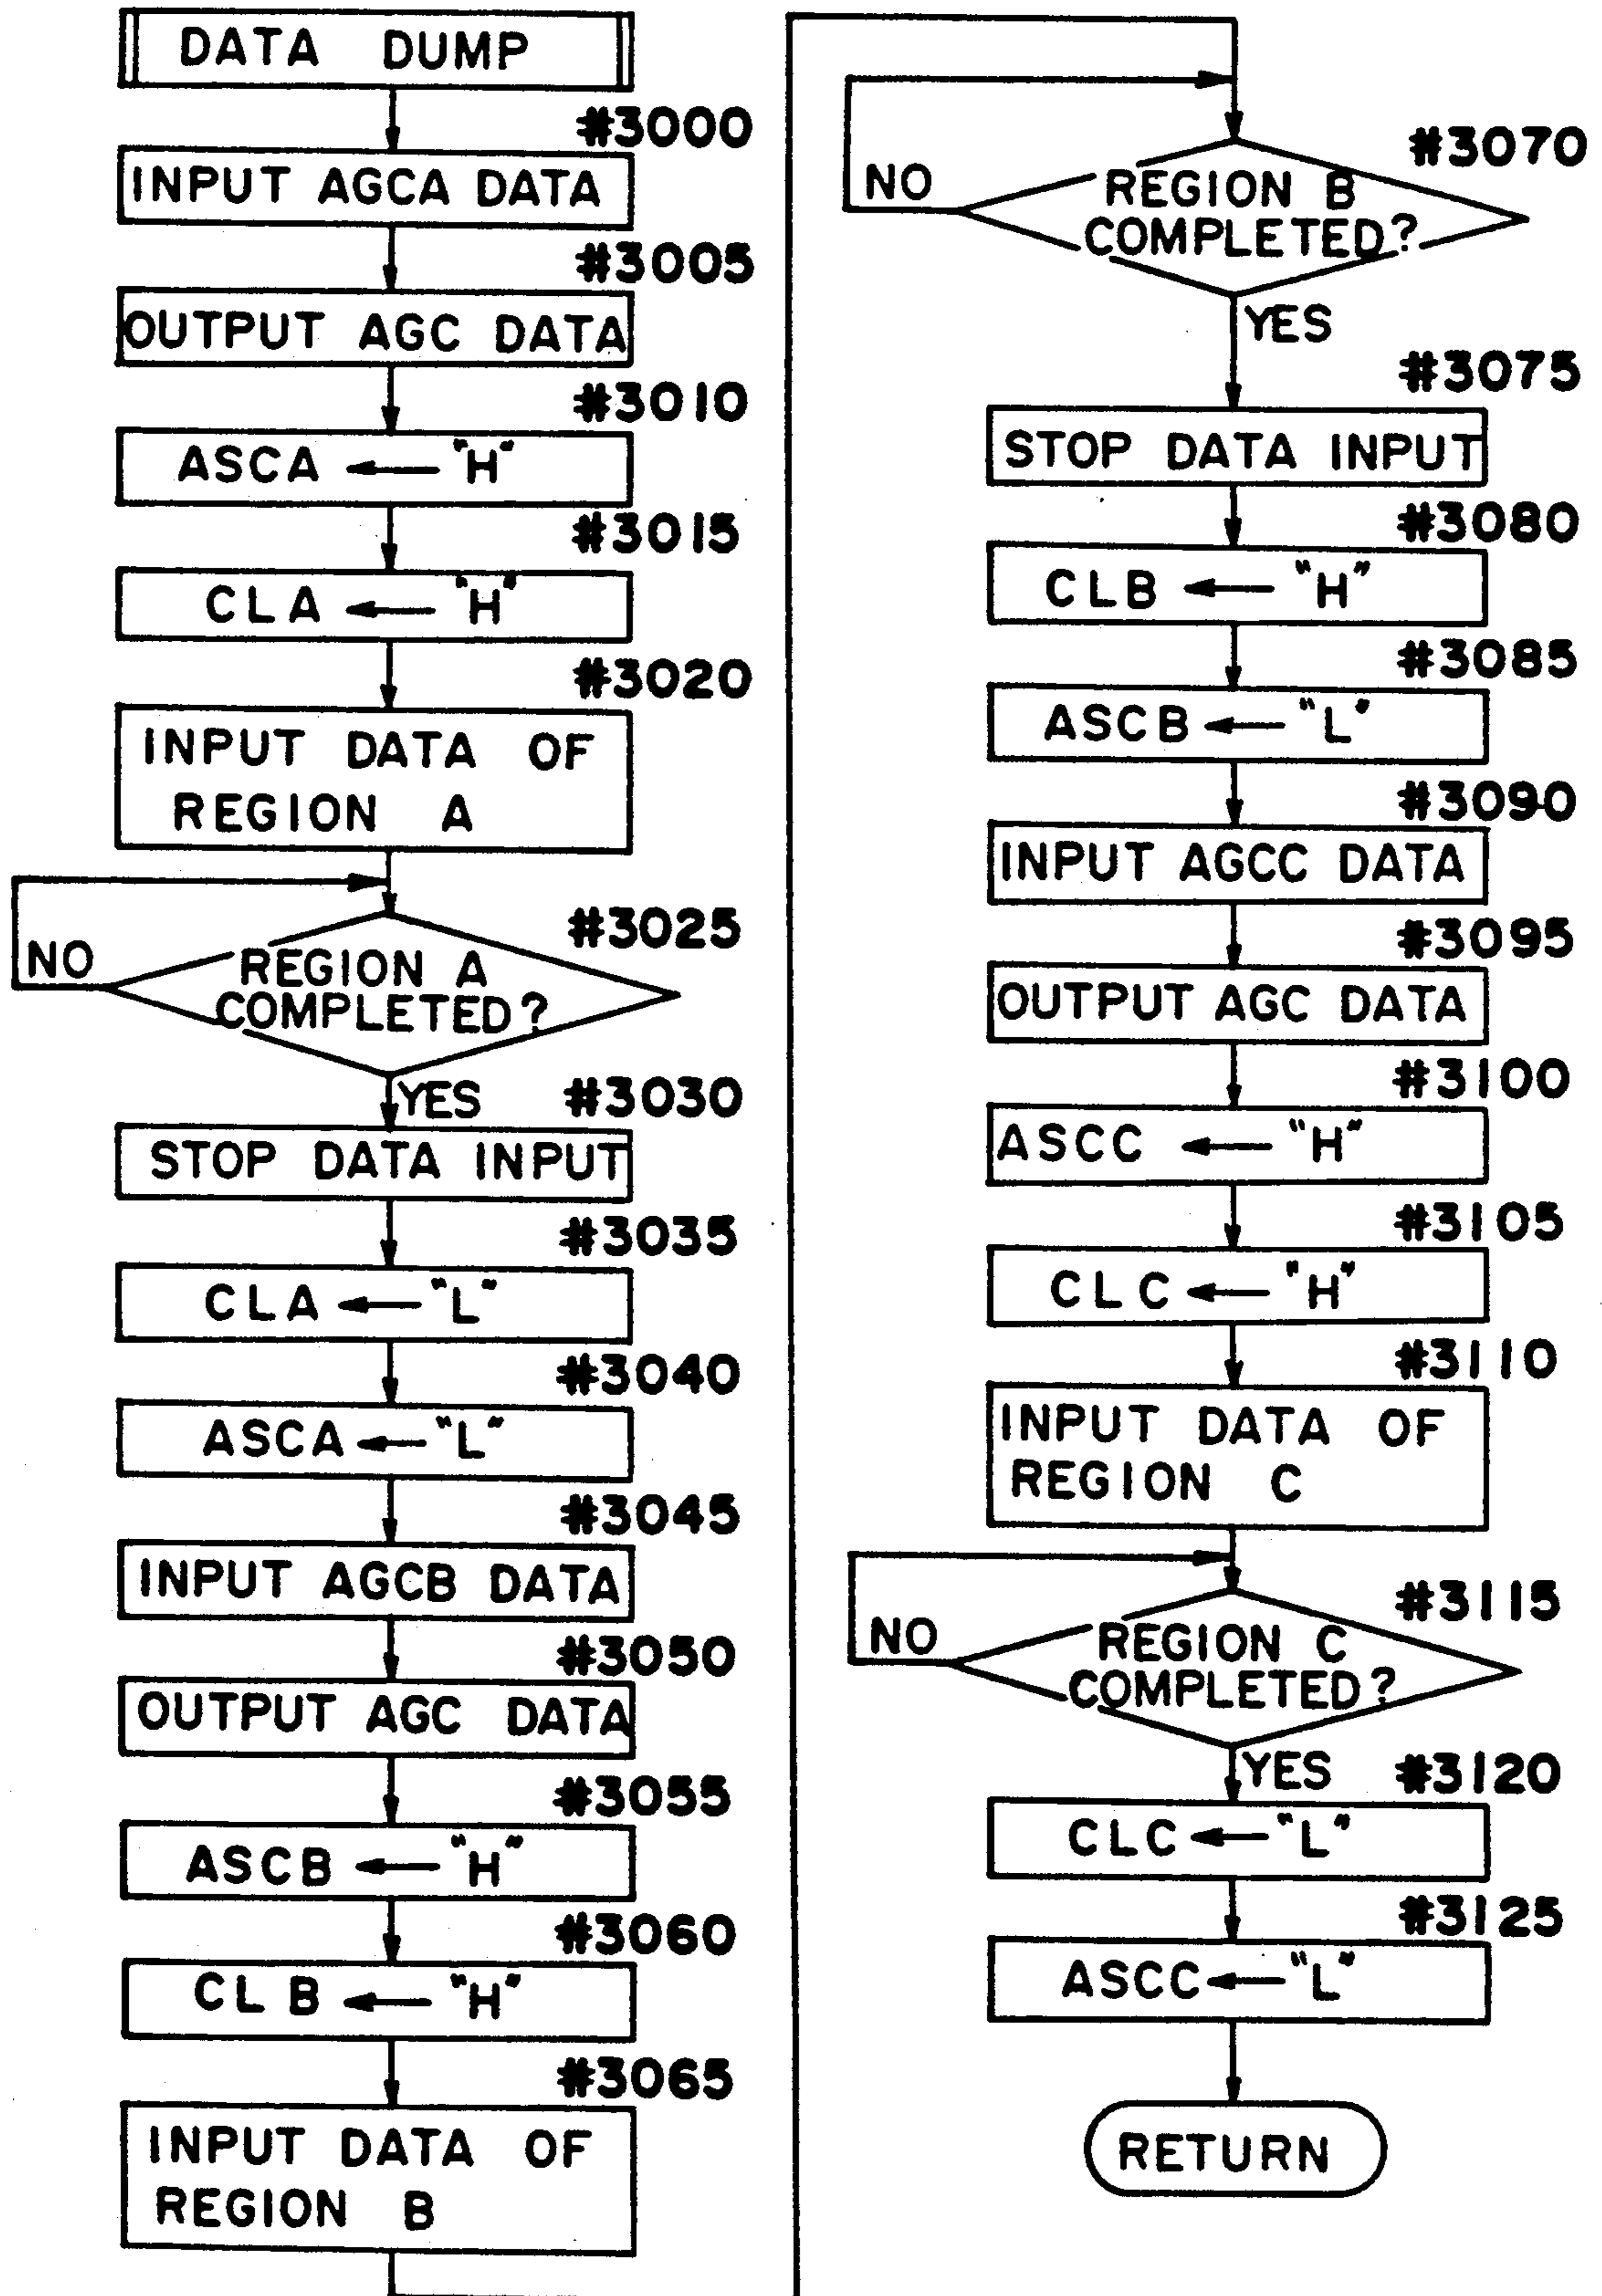 DATA DUMP
#3000
INPUT AGCA DATA
#3005
OUTPUT AGC DATA
#3010
ASCA ← "H"
#3015
CLA ← "H"
#3020
INPUT DATA OF
REGION A
#3025
NO
REGION A
COMPLETED?
YES
#3030
STOP DATA INPUT
#3035
CLA ← "L"
#3040
ASCA ← "L"
#3045
INPUT AGCB DATA
#3050
OUTPUT AGC DATA
#3055
ASCB ← "H"
#3060
CLB ← "H"
#3065
INPUT DATA OF
REGION B
#3070
NO
REGION B
COMPLETED?
YES
#3075
STOP DATA INPUT
#3080
CLB ← "H"
#3085
ASCB ← "L"
#3090
INPUT AGCC DATA
#3095
OUTPUT AGC DATA
#3100
ASCC ← "H"
#3105
CLC ← "H"
#3110
INPUT DATA OF
REGION C
#3115
NO
REGION C
COMPLETED?
YES
#3120
CLC ← "L"
#3125
ASCC ← "L"
RETURN